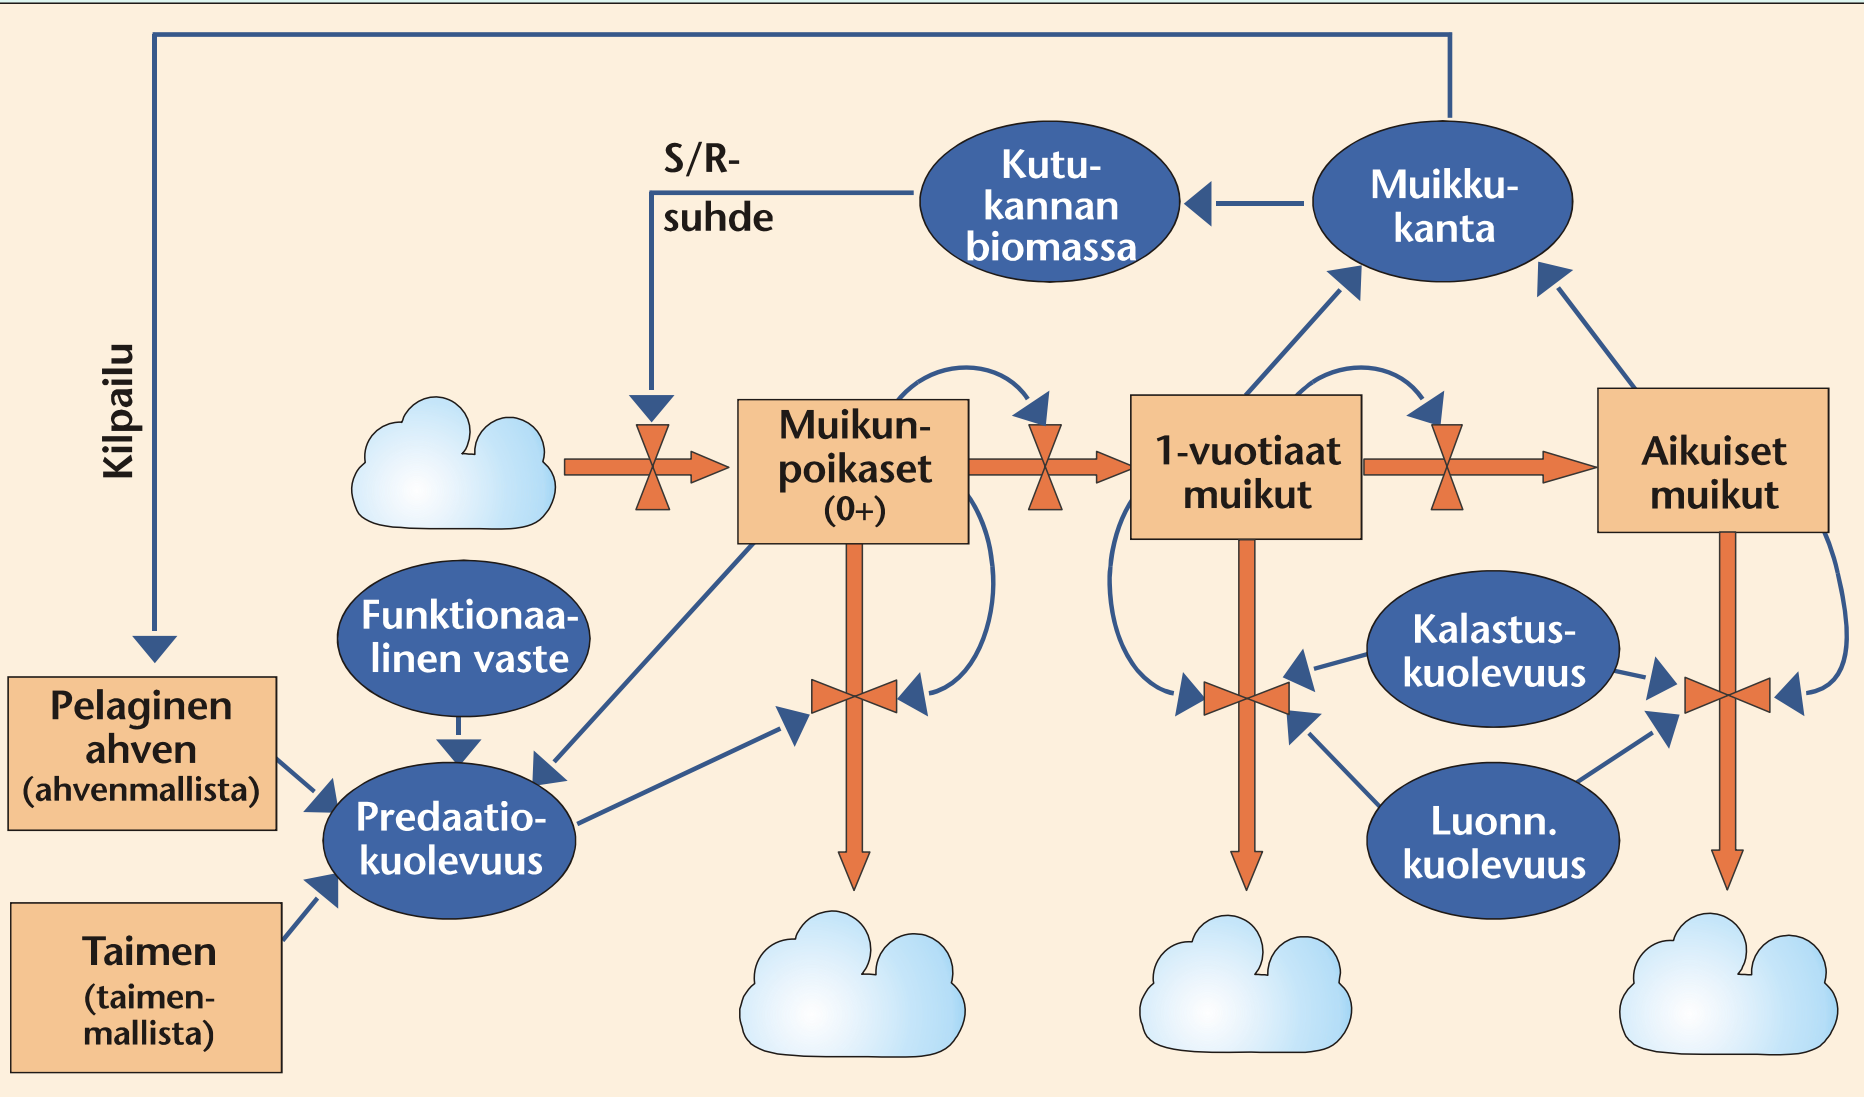 S/R-
suhde
Kutu-
kannan
biomassa
Muikku-
kanta
Kilpailu
Muikun-
poikaset
(0+)
1-vuotiaat
muikut
Aikuiset
muikut
Funktionaa-
linen vaste
Kalastus-
kuolevuus
Pelaginen
ahven
(ahvenmallista)
Predaatio-
kuolevuus
Luonn.
kuolevuus
Taimen
(taimen-
mallista)